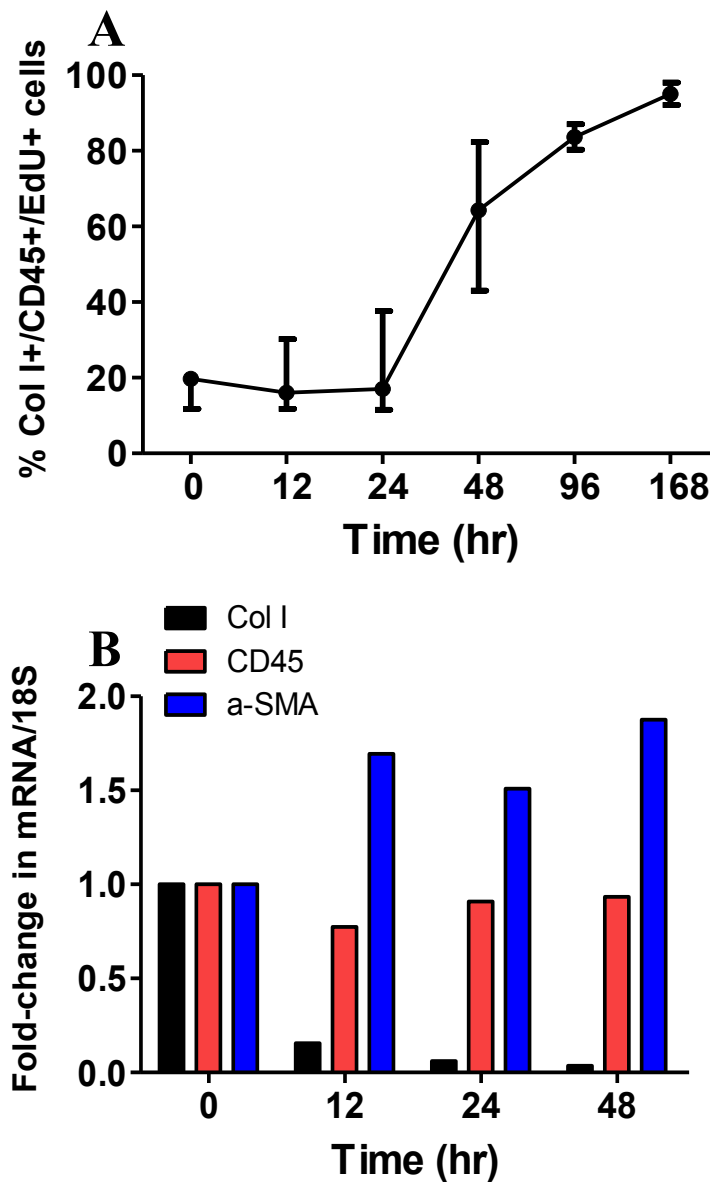 A
% Col I+/CD45+/EdU+ cells
100
80
60
40
20
0
0 12 24 48 96 168
Time (hr)
B
Col I
CD45
a-SMA
Fold-change in mRNA/18S
2.0
1.5
1.0
0.5
0.0
0 12 24 48
Time (hr)